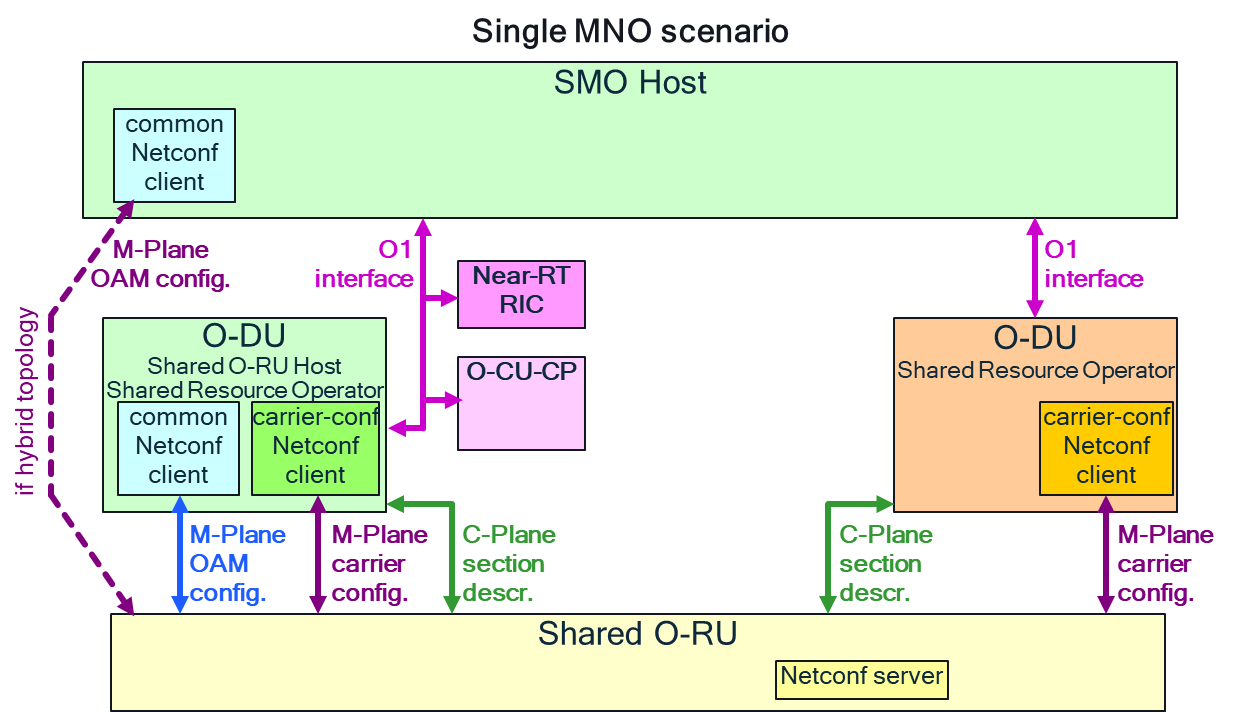 Single MNO scenario
SMO Host
common
Netconf
client
M-Plane
OAM config.
if hybrid topology
O1
interface
Near-RT
RIC
O-CU-CP
O1
interface
O-DU
Shared O-RU Host
Shared Resource Operator
common
Netconf
client
carrier-conf
Netconf
client
O-DU
Shared Resource Operator
carrier-conf
Netconf
client
M-Plane
OAM
config.
M-Plane
carrier
config.
C-Plane
section
descr.
C-Plane
section
descr.
M-Plane
carrier
config.
Shared O-RU
Netconf server